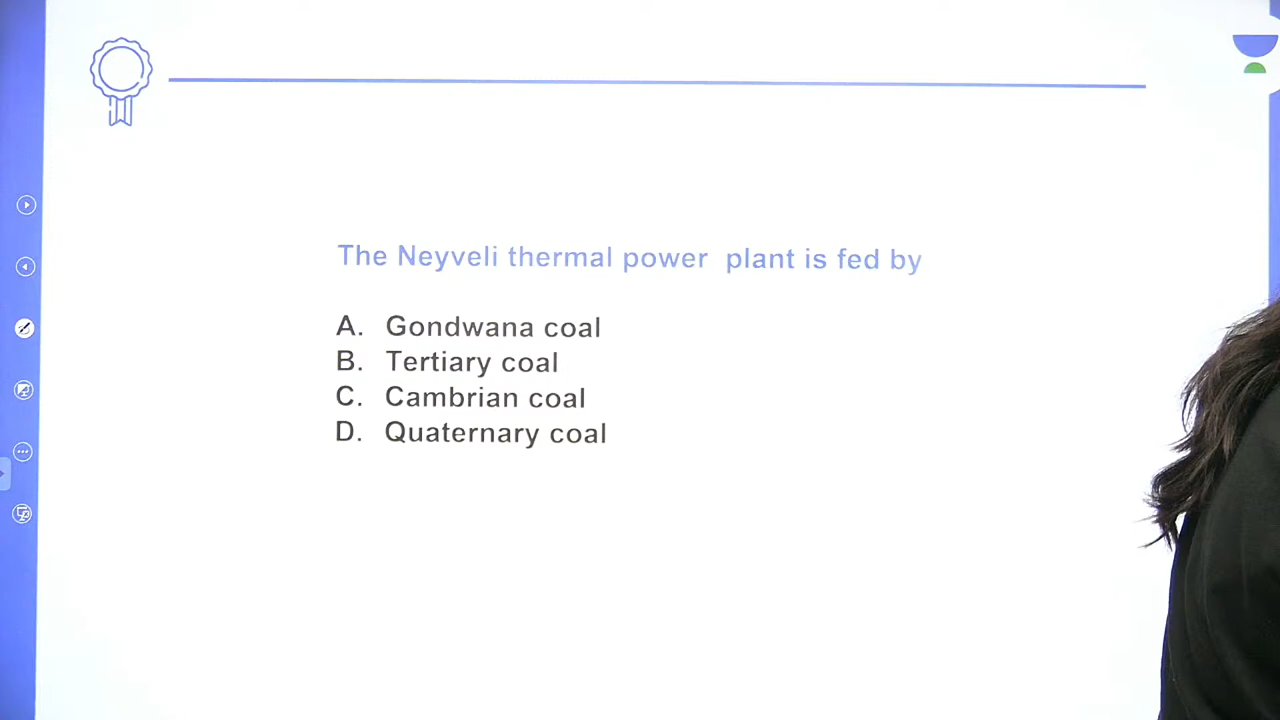 The Neyveli thermal power plant is fed by
A. Gondwana coal
B. Tertiary coal
C. Cambrian coal
D. Quaternary coal